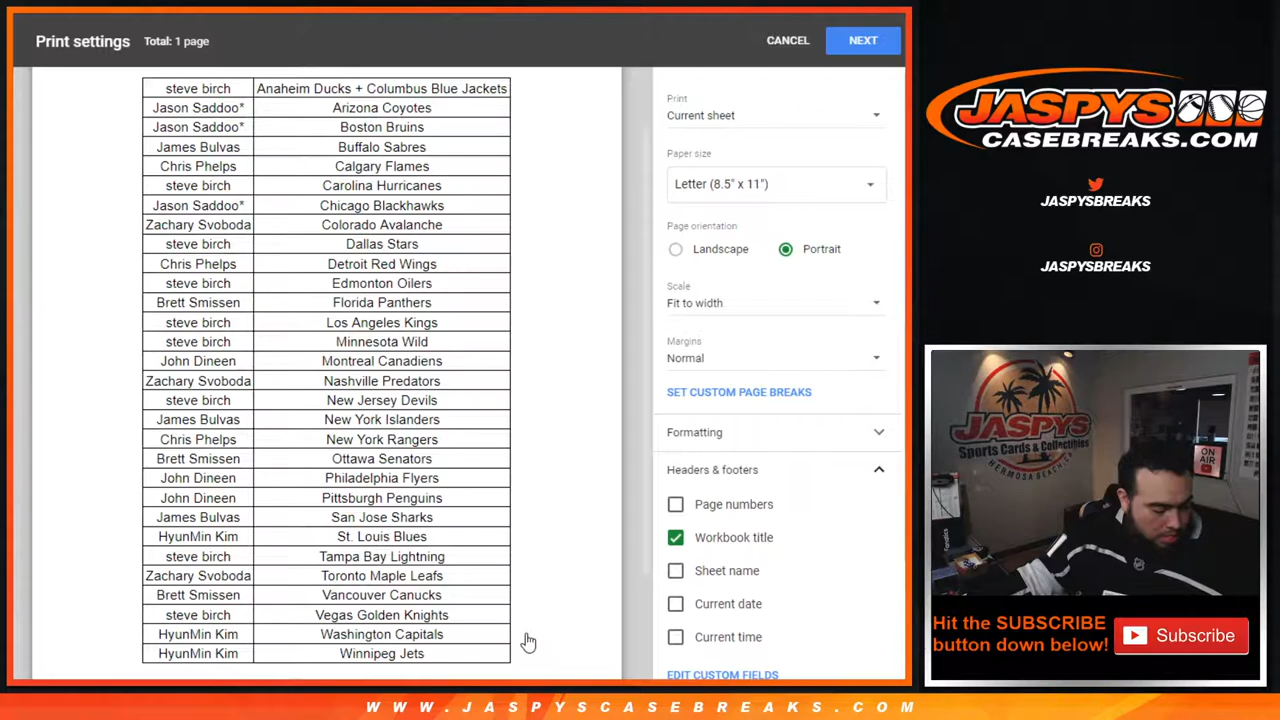 Print settings Total: 1 page CANCEL NEXT
steve birch Anaheim Ducks + Columbus Blue Jackets
Jason Saddoo* Arizona Coyotes
Jason Saddoo* Boston Bruins
James Bulvas Buffalo Sabres
Chris Phelps Calgary Flames
steve birch Carolina Hurricanes
Jason Saddoo* Chicago Blackhawks
Zachary Svoboda Colorado Avalanche
steve birch Dallas Stars
Chris Phelps Detroit Red Wings
steve birch Edmonton Oilers
Brett Smissen Florida Panthers
steve birch Los Angeles Kings
steve birch Minnesota Wild
John Dineen Montreal Canadiens
Zachary Svoboda Nashville Predators
steve birch New Jersey Devils
James Bulvas New York Islanders
Chris Phelps New York Rangers
Brett Smissen Ottawa Senators
John Dineen Philadelphia Flyers
John Dineen Pittsburgh Penguins
James Bulvas San Jose Sharks
HyunMin Kim St. Louis Blues
steve birch Tampa Bay Lightning
Zachary Svoboda Toronto Maple Leafs
Brett Smissen Vancouver Canucks
steve birch Vegas Golden Knights
HyunMin Kim Washington Capitals
HyunMin Kim Winnipeg Jets
Print
Current sheet
Paper size
Letter (8.5" x 11")
Page orientation
Landscape Portrait
Scale
Fit to width
Margins
Normal
SET CUSTOM PAGE BREAKS
Formatting
Headers & footers
Page numbers
Workbook title
Sheet name
Current date
Current time
EDIT CUSTOM FIELDS
JASPYS
CASEBREAKS.COM
JASPYSBREAKS
JASPYSBREAKS
JASPYS
Sports Cards & Collectibles
HERMOSA BEACH
ON
AIR
Hit the SUBSCRIBE
button down below!
Subscribe
WWW.JASPYSCASEBREAKS.COM